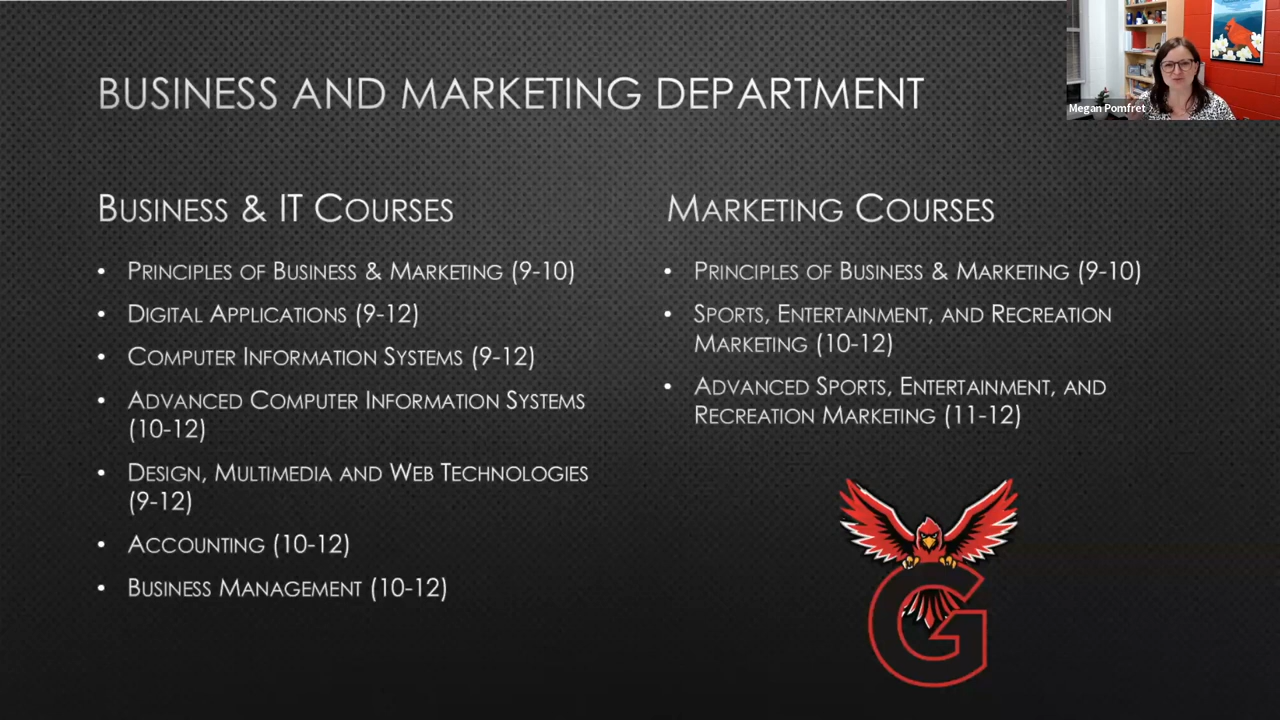 BUSINESS AND MARKETING DEPARTMENT
Megan Pomfret
BUSINESS & IT COURSES
• PRINCIPLES OF BUSINESS & MARKETING (9-10)
• DIGITAL APPLICATIONS (9-12)
• COMPUTER INFORMATION SYSTEMS (9-12)
• ADVANCED COMPUTER INFORMATION SYSTEMS
(10-12)
• DESIGN, MULTIMEDIA AND WEB TECHNOLOGIES
(9-12)
• ACCOUNTING (10-12)
• BUSINESS MANAGEMENT (10-12)
MARKETING COURSES
• PRINCIPLES OF BUSINESS & MARKETING (9-10)
• SPORTS, ENTERTAINMENT, AND RECREATION
MARKETING (10-12)
• ADVANCED SPORTS, ENTERTAINMENT, AND
RECREATION MARKETING (11-12)
G